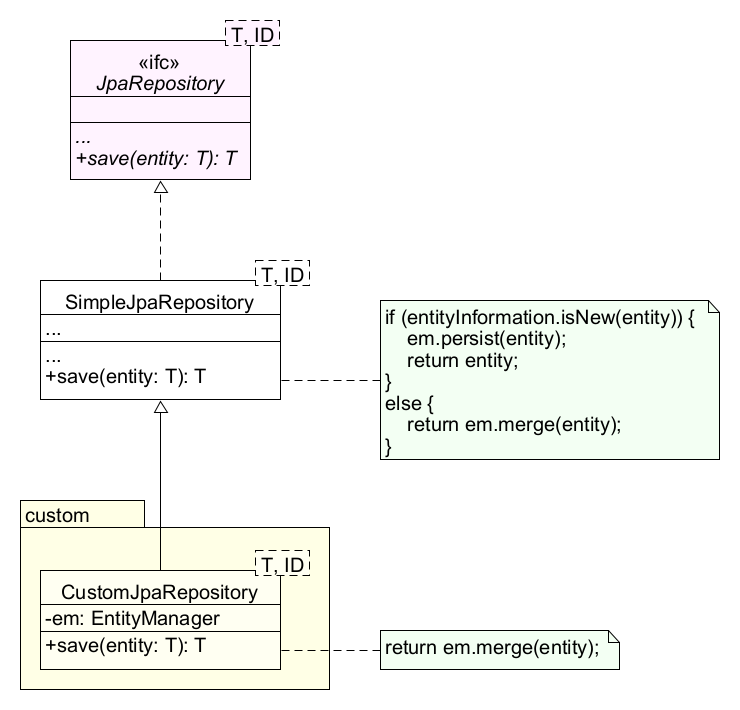 T, ID
«ifc»
JpaRepository
...
+save(entity: T): T
T, ID
SimpleJpaRepository
...
...
+save(entity: T): T
if (entityInformation.isNew(entity)) {
    em.persist(entity);
    return entity;
}
else {
    return em.merge(entity);
}
custom
T, ID
CustomJpaRepository
-em: EntityManager
+save(entity: T): T
return em.merge(entity);